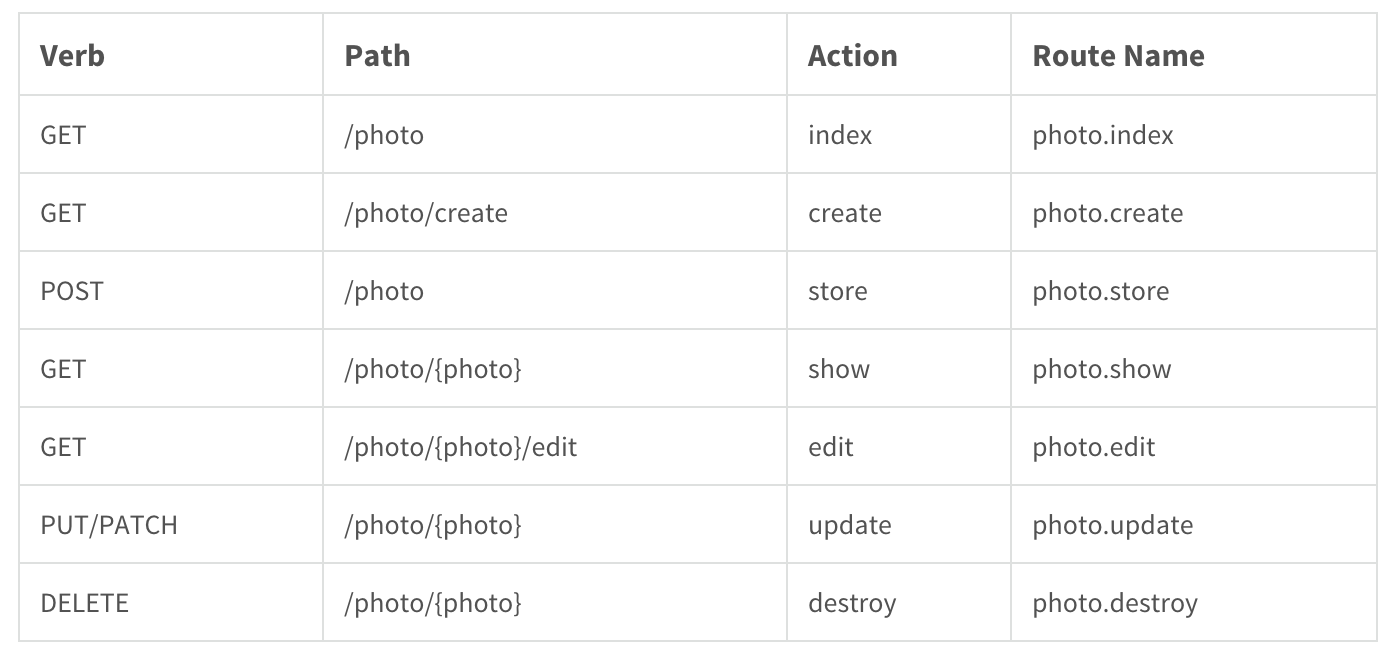 Verb Path Action Route Name
GET /photo index photo.index
GET /photo/create create photo.create
POST /photo store photo.store
GET /photo/{photo} show photo.show
GET /photo/{photo}/edit edit photo.edit
PUT/PATCH /photo/{photo} update photo.update
DELETE /photo/{photo} destroy photo.destroy